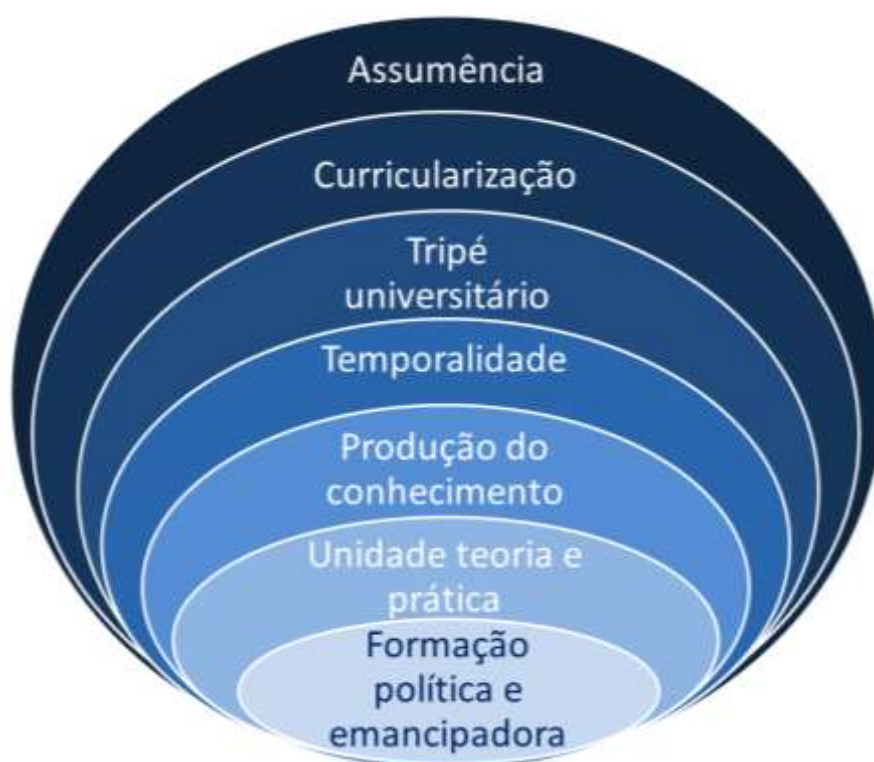 Assumência
Curricularização
Tripé
universitário
Temporalidade
Produção do
conhecimento
Unidade teoria e
prática
Formação
política e
emancipadora